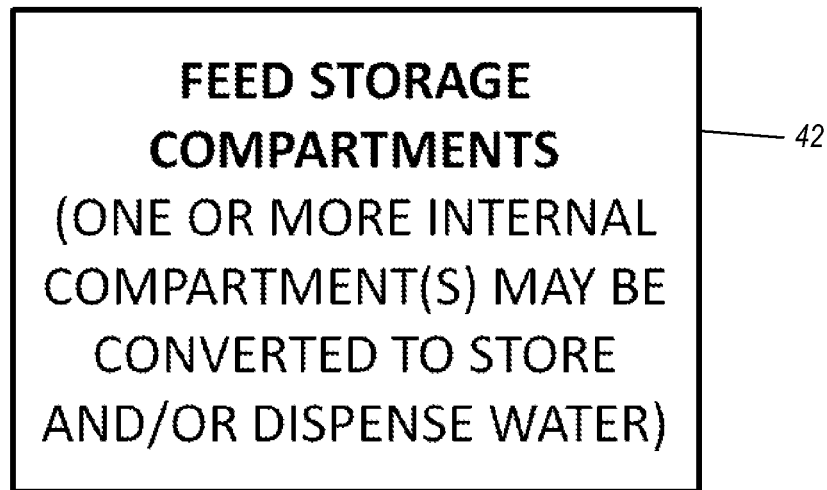 FEED STORAGE
COMPARTMENTS
42
(ONE OR MORE INTERNAL
COMPARTMENT(S) MAY BE
CONVERTED TO STORE
AND/OR DISPENSE WATER)